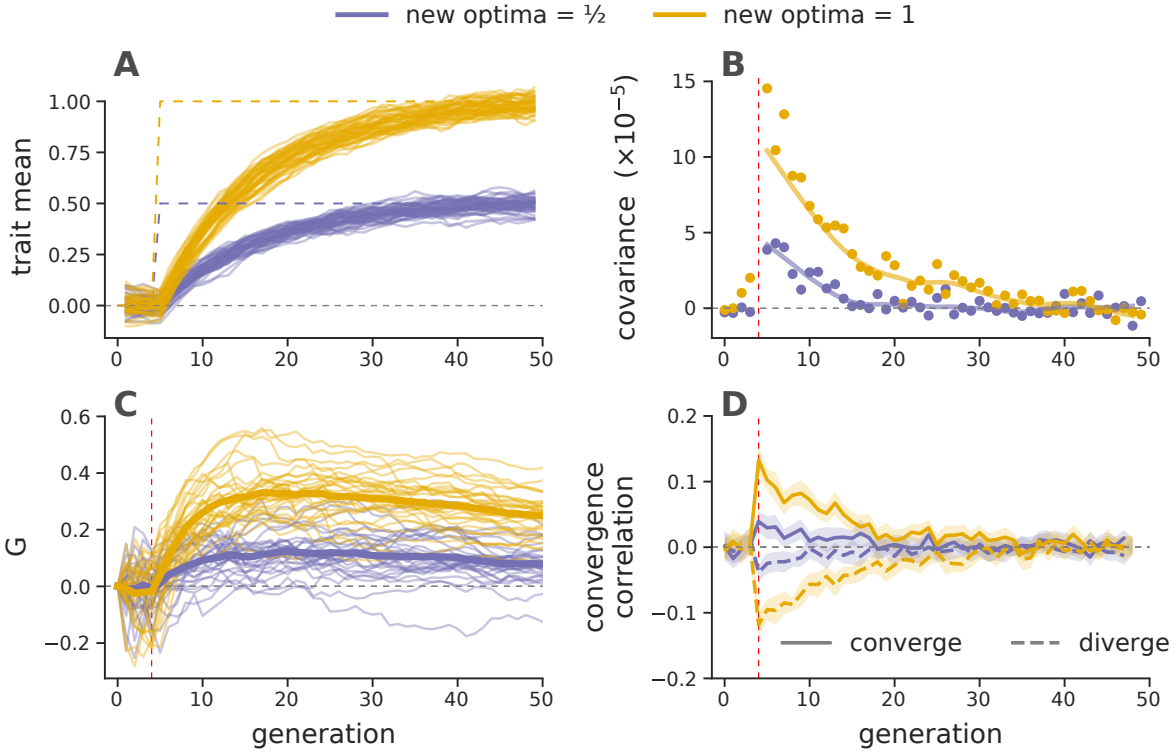 new optima = ½ new optima = 1
A
trait mean
1.00
0.75
0.50
0.25
0.00
0 10 20 30 40 50
B
covariance (×10⁻⁵)
15
10
5
0
0 10 20 30 40 50
C
G
0.6
0.4
0.2
0.0
−0.2
0 10 20 30 40 50
generation
D
convergence
correlation
0.2
0.1
0.0
−0.1
−0.2
converge diverge
0 10 20 30 40 50
generation